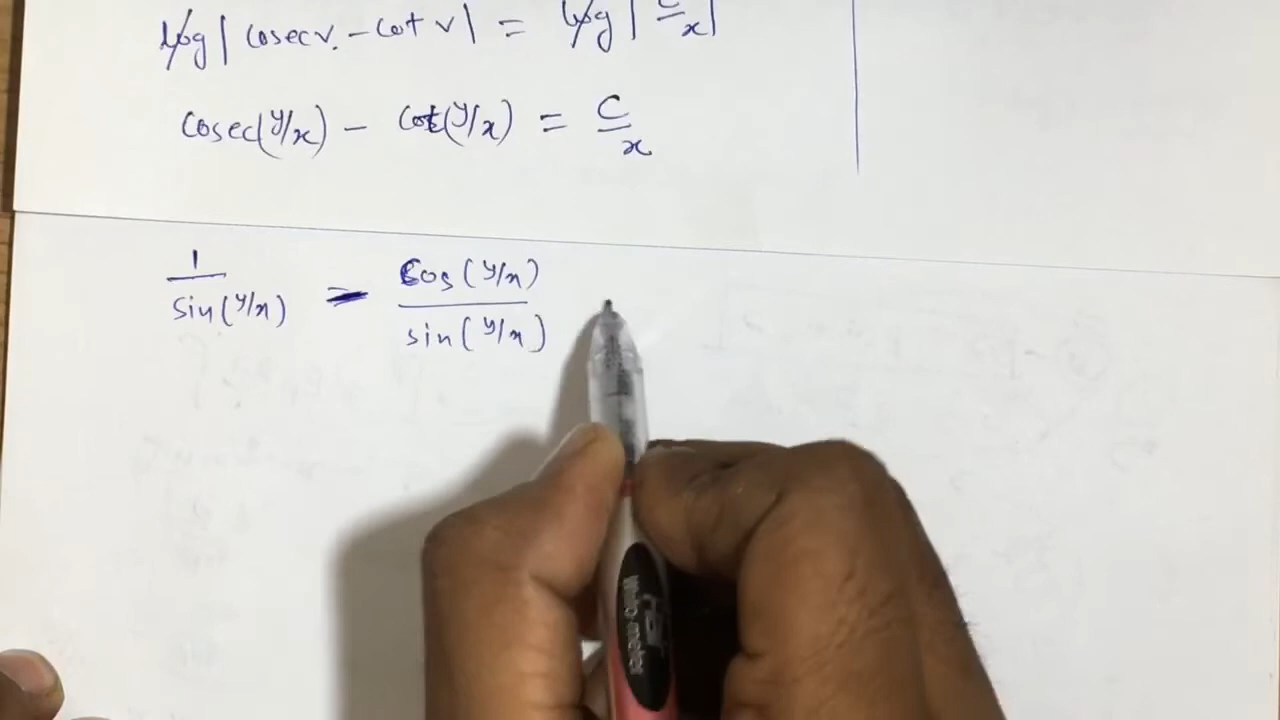 log | cosec v - cot v | = log | c/x |
cosec(y/x) - cot(y/x) = c/x
1/sin(y/x) - cos(y/x)/sin(y/x)